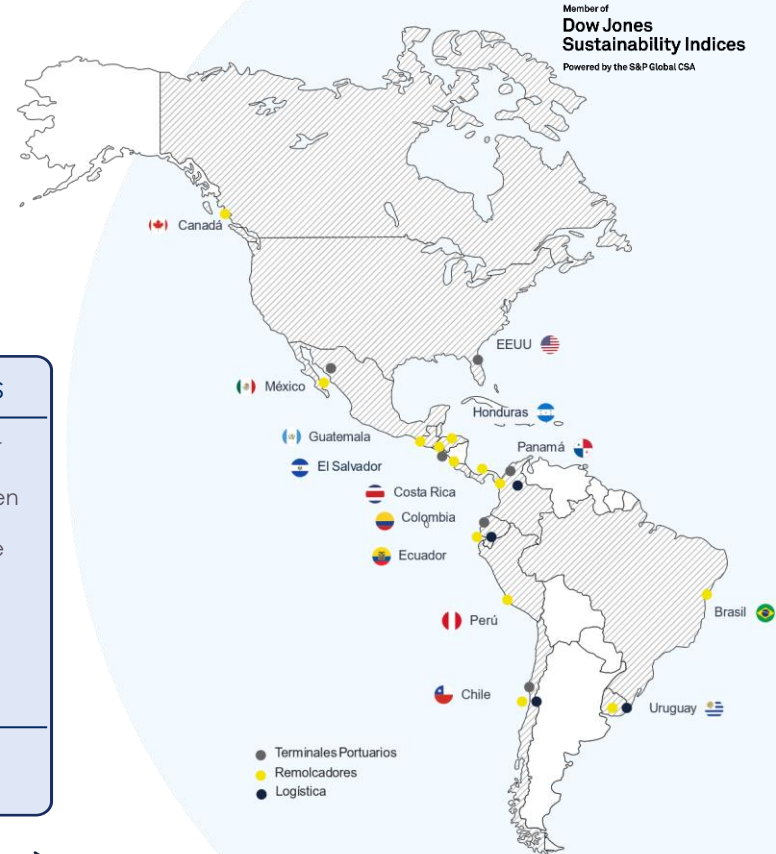 Member of
Dow Jones
Sustainability Indices
Powered by the S&P Global CSA
Canadá
EEUU
México
Honduras
Guatemala
Panamá
El Salvador
Costa Rica
Colombia
Ecuador
Brasil
Perú
Chile
Uruguay
Terminales Portuarios
Remolcadores
Logística
S
en
e